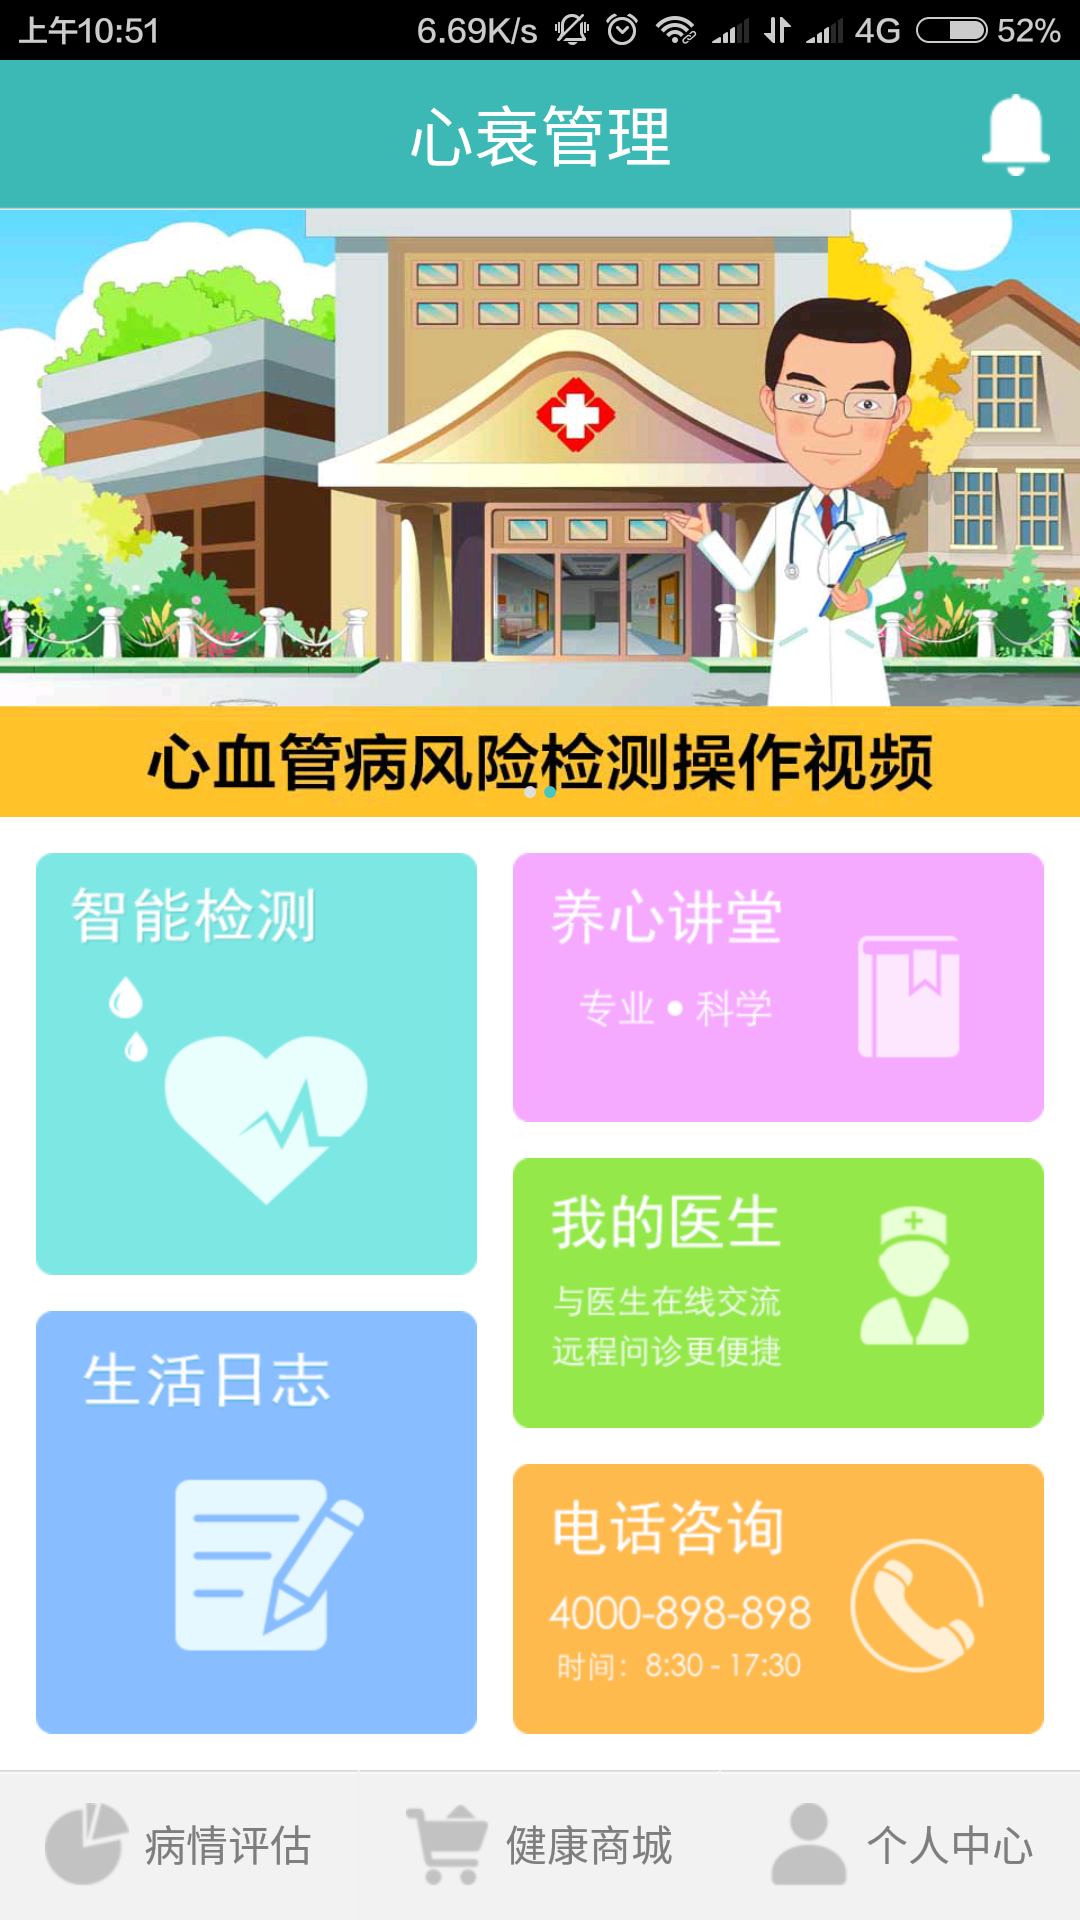 上午10:51 6.69K/s 4G 52%
心衰管理
心血管病风险检测操作视频
智能检测
养心讲堂
专业•科学
我的医生
与医生在线交流
远程问诊更便捷
生活日志
电话咨询
4000-898-898
时间：8:30 - 17:30
病情评估 健康商城 个人中心